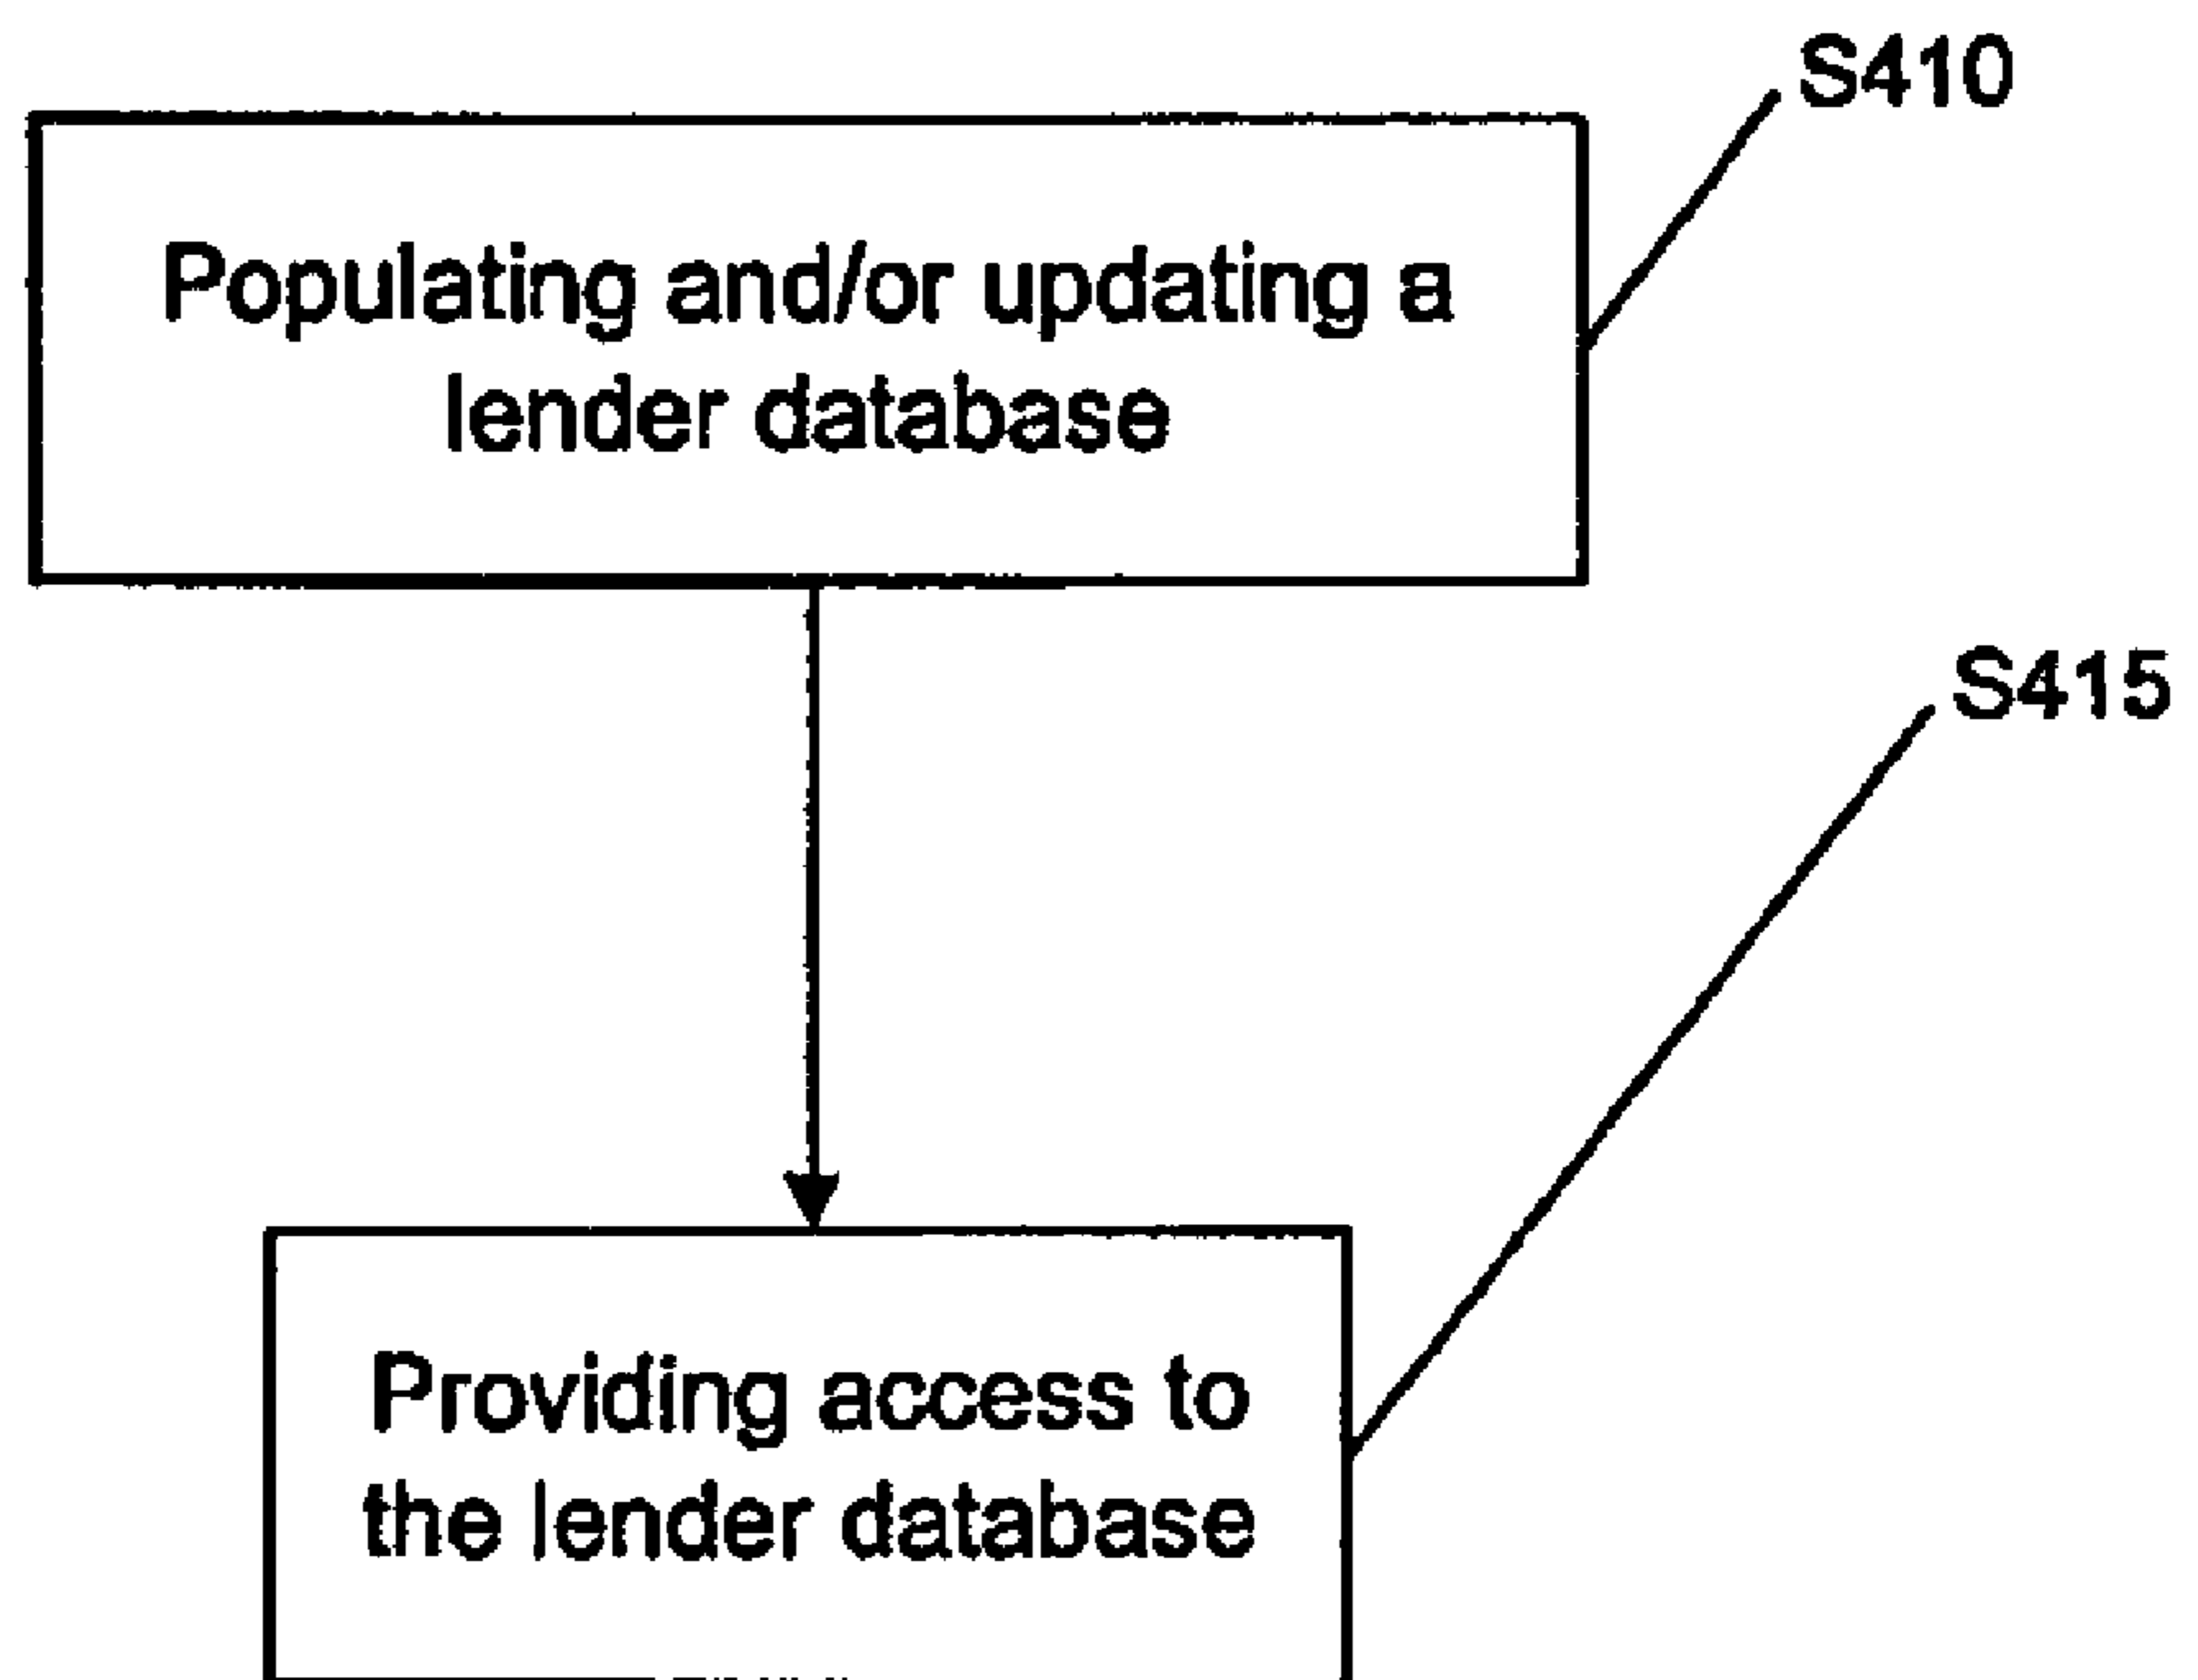 S410
Populating and/or updating a
lender database
S415
Providing access to
the lender database